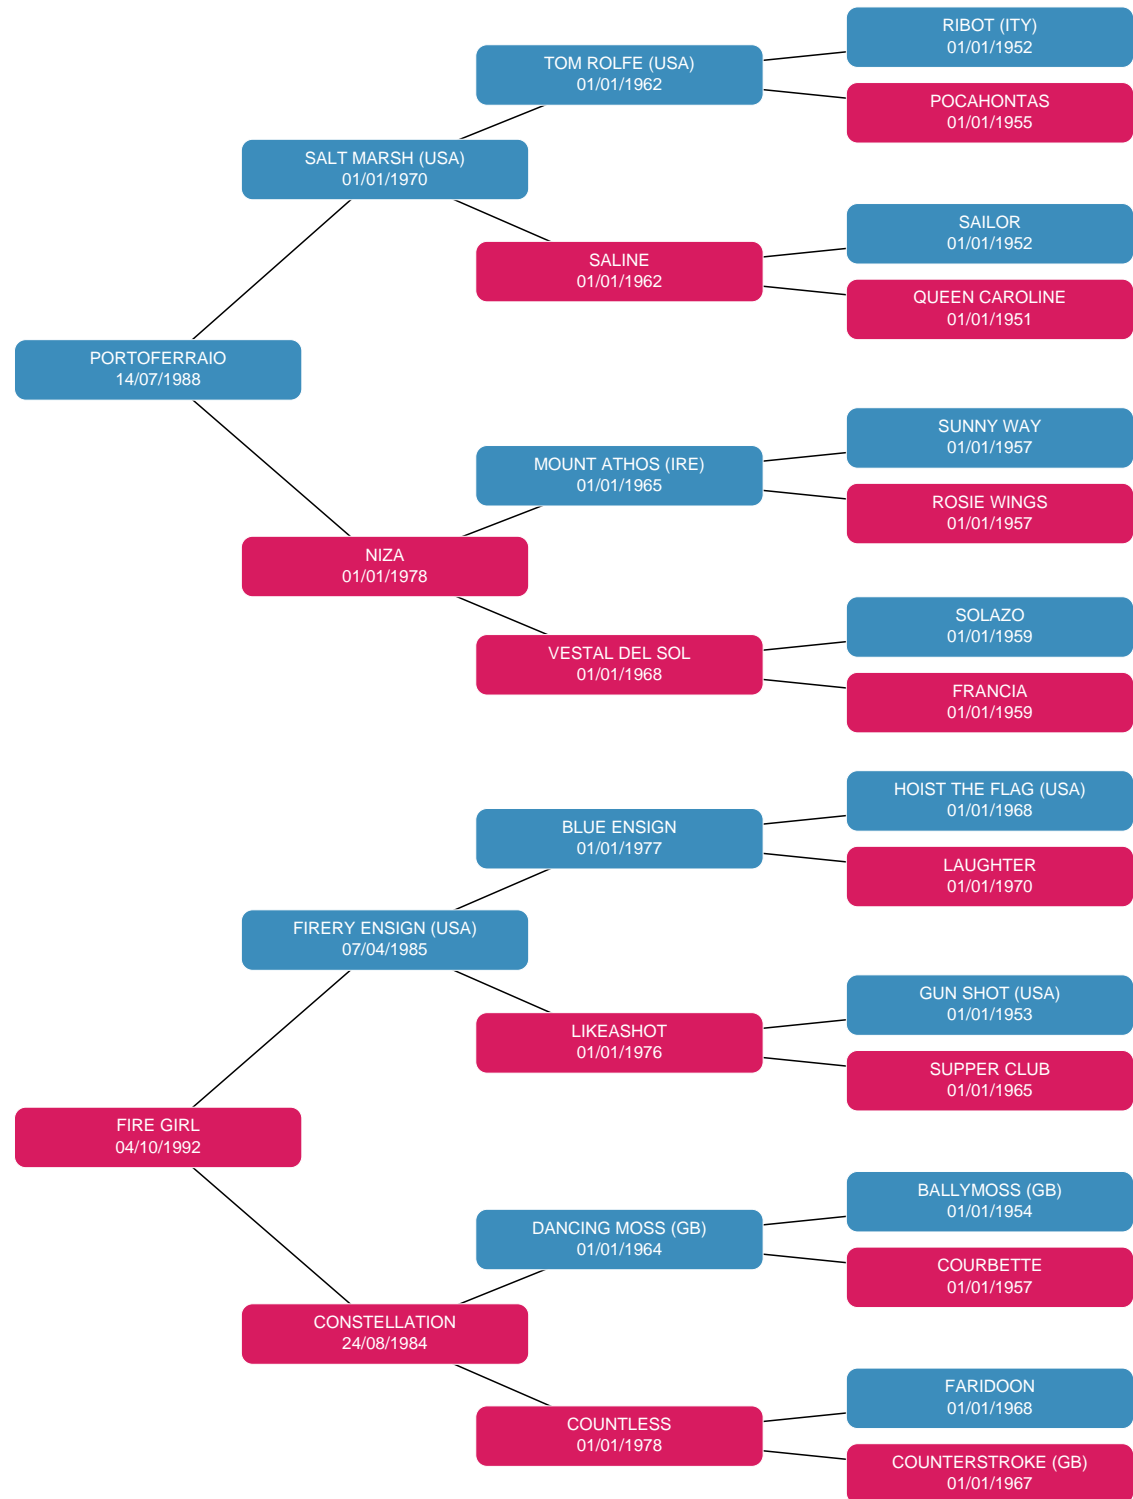 RIBOT (ITY)
01/01/1952
TOM ROLFE (USA)
01/01/1962
POCAHONTAS
01/01/1955
SALT MARSH (USA)
01/01/1970
SAILOR
01/01/1952
SALINE
01/01/1962
QUEEN CAROLINE
01/01/1951
PORTOFERRAIO
14/07/1988
SUNNY WAY
01/01/1957
MOUNT ATHOS (IRE)
01/01/1965
ROSIE WINGS
01/01/1957
NIZA
01/01/1978
SOLAZO
01/01/1959
VESTAL DEL SOL
01/01/1968
FRANCIA
01/01/1959
HOIST THE FLAG (USA)
01/01/1968
BLUE ENSIGN
01/01/1977
LAUGHTER
01/01/1970
FIRERY ENSIGN (USA)
07/04/1985
GUN SHOT (USA)
01/01/1953
LIKEASHOT
01/01/1976
SUPPER CLUB
01/01/1965
FIRE GIRL
04/10/1992
BALLYMOSS (GB)
01/01/1954
DANCING MOSS (GB)
01/01/1964
COURBETTE
01/01/1957
CONSTELLATION
24/08/1984
FARIDOON
01/01/1968
COUNTLESS
01/01/1978
COUNTERSTROKE (GB)
01/01/1967